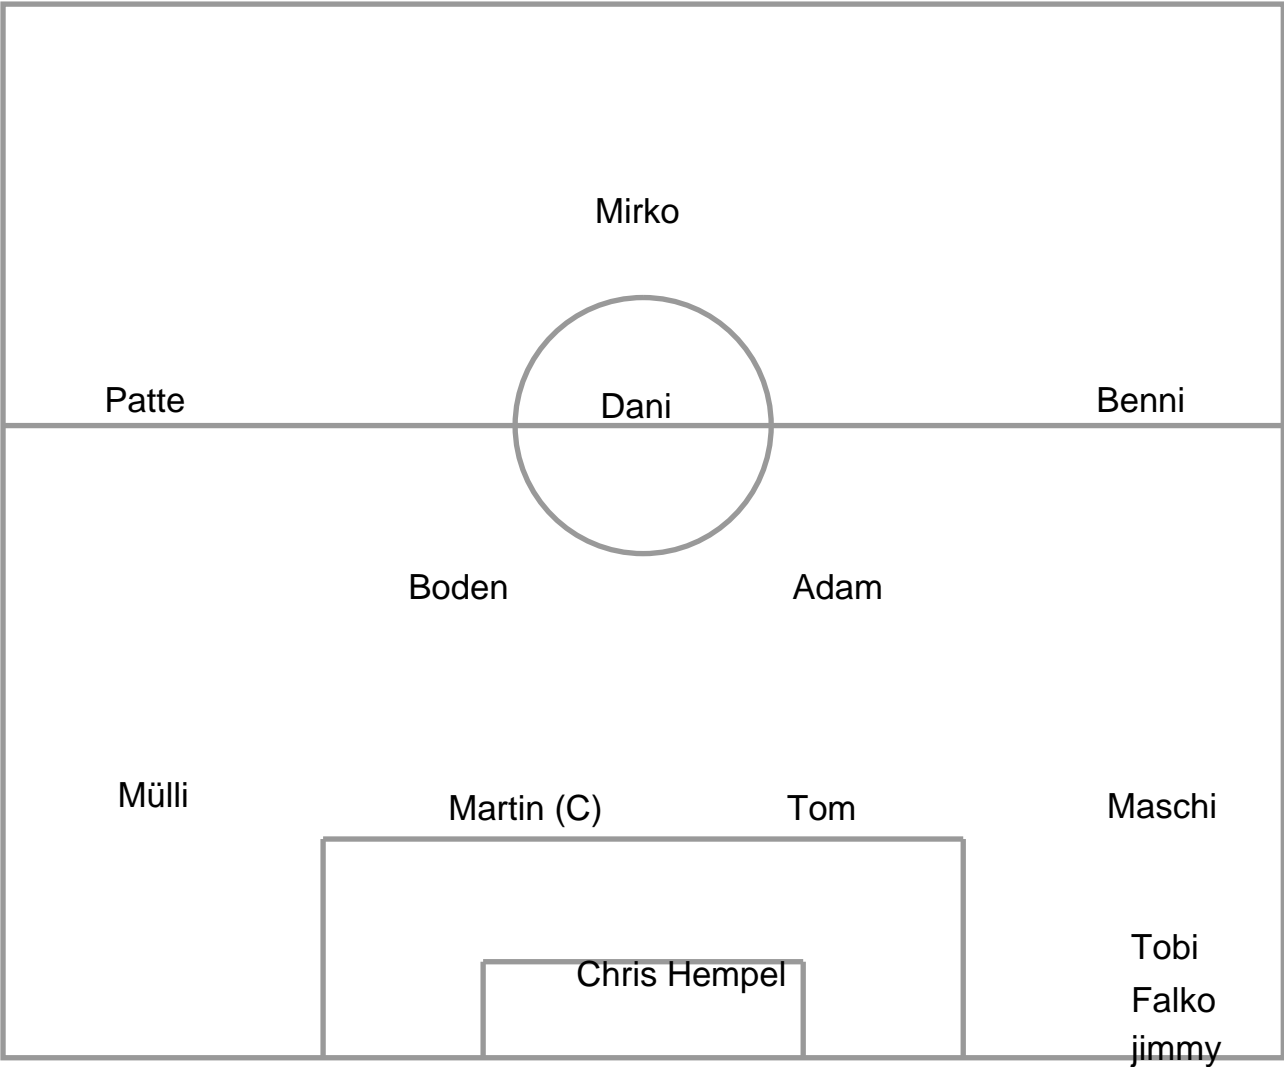 Mirko
Patte Dani Benni
Boden Adam
Mülli Martin (C) Tom Maschi
Tobi
Chris Hempel
Falko
jimmy